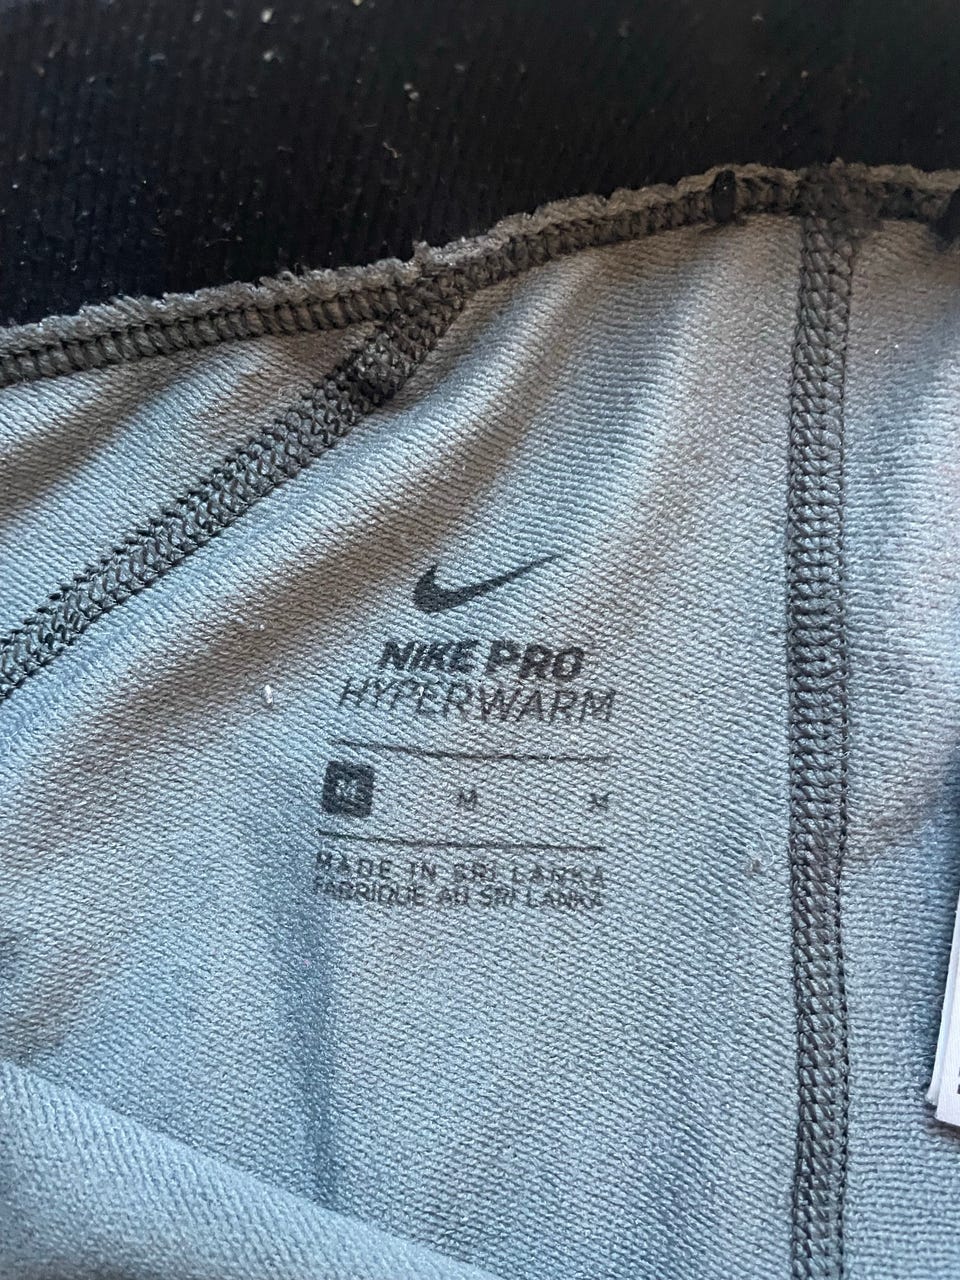 NIKE PRO
HYPERWARM
M M M
MADE IN SRI LANKA
FABRIQUE AU SRI LANKA